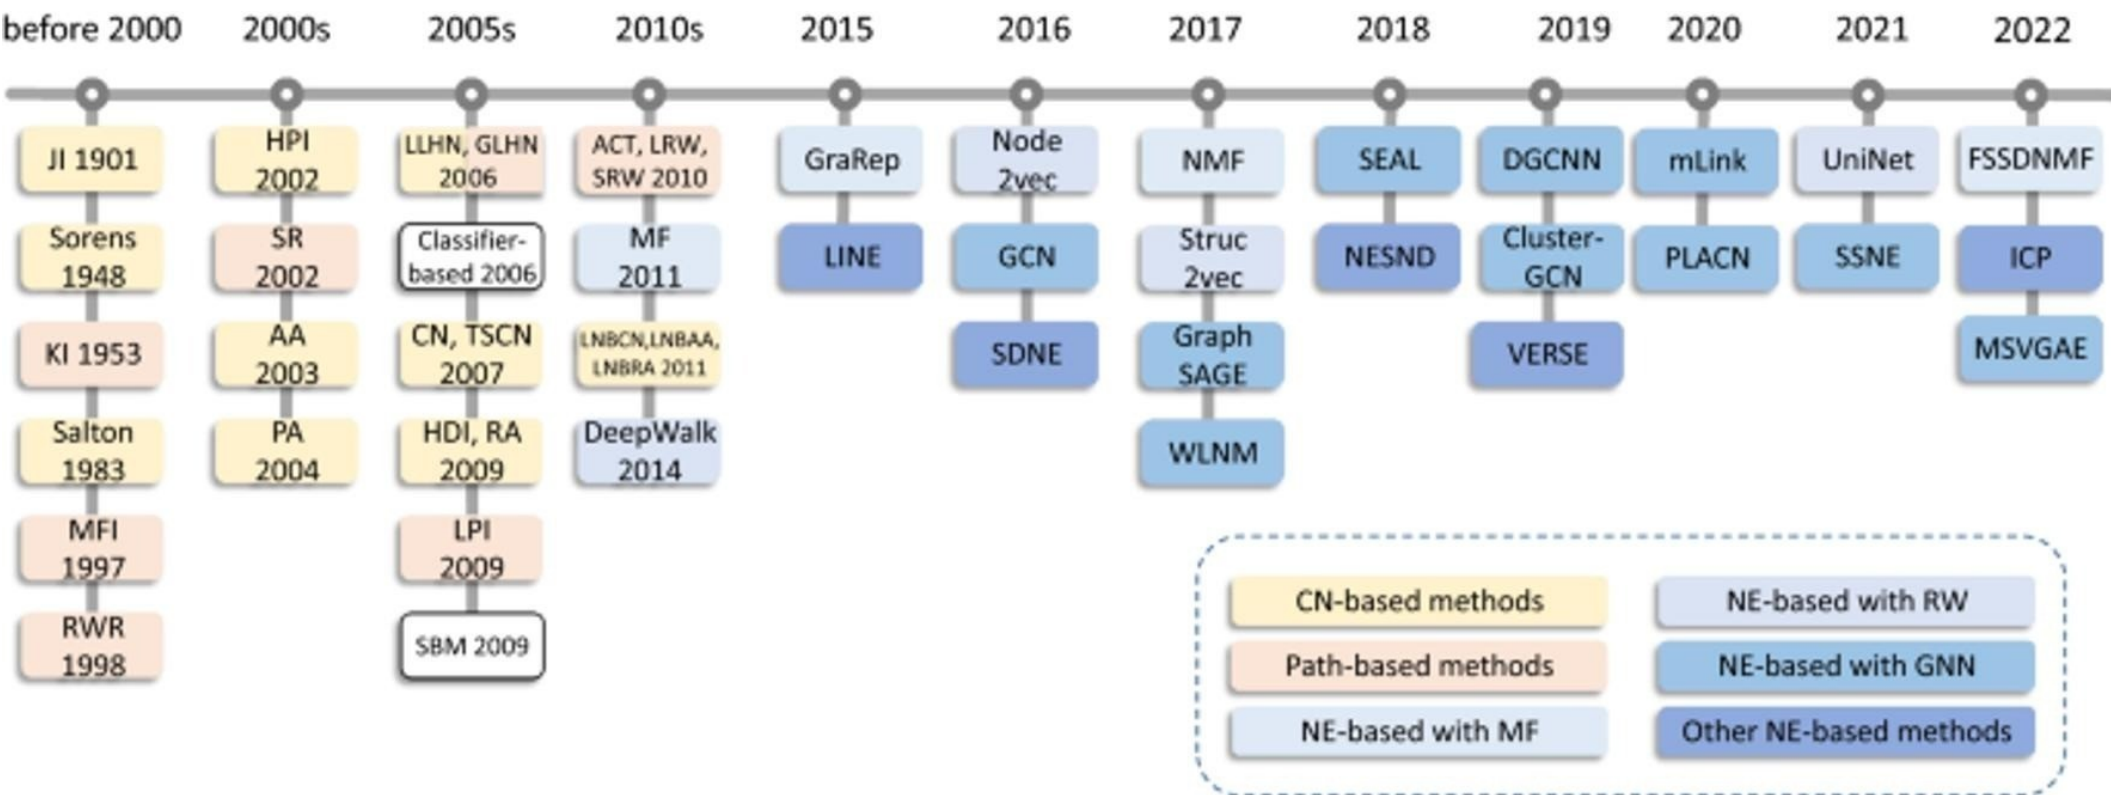 before 2000
2000s
2005s
2010s
2015
2016
2017
2018
2019
2020
2021
2022
JI 1901
Sorens
1948
KI 1953
Salton
1983
MFI
1997
RWR
1998
HPI
2002
SR
2002
AA
2003
PA
2004
LLHN, GLHN
2006
Classifier-
based 2006
CN, TSCN
2007
HDI, RA
2009
LPI
2009
SBM 2009
ACT, LRW,
SRW 2010
MF
2011
LNBCN,LNBAA,
LNBRA 2011
DeepWalk
2014
GraRep
LINE
Node
2vec
GCN
SDNE
NMF
Struc
2vec
Graph
SAGE
WLNM
SEAL
NESND
DGCNN
Cluster-
GCN
VERSE
mLink
PLACN
UniNet
SSNE
FSSDNMF
ICP
MSVGAE
CN-based methods
Path-based methods
NE-based with MF
NE-based with RW
NE-based with GNN
Other NE-based methods